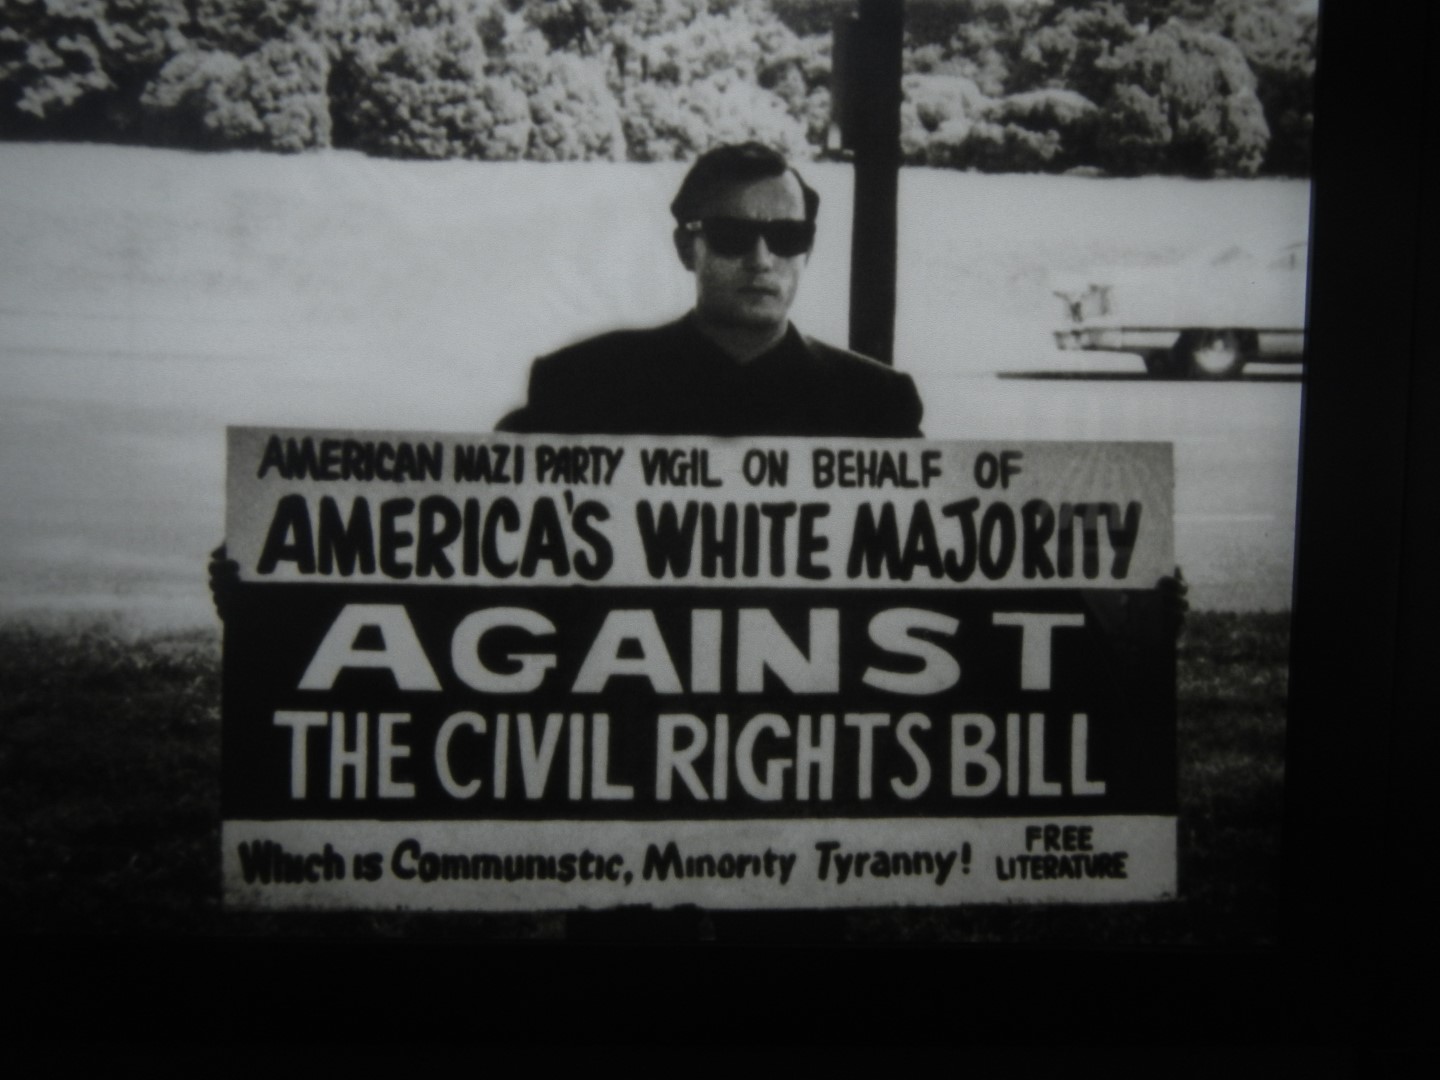 AMERICAN NAZI PARTY VIGIL ON BEHALF OF
AMERICA'S WHITE MAJORITY
AGAINST
THE CIVIL RIGHTS BILL
Which is Communistic, Minority Tyranny!
FREE
LITERATURE